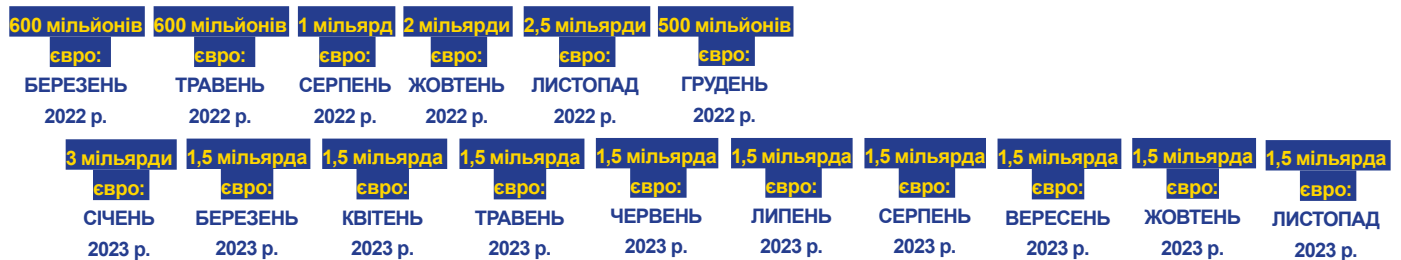 600 мільйонів євро: БЕРЕЗЕНЬ 2022 р.
600 мільйонів євро: ТРАВЕНЬ 2022 р.
1 мільярд євро: СЕРПЕНЬ 2022 р.
2 мільярди євро: ЖОВТЕНЬ 2022 р.
2,5 мільярди євро: ЛИСТОПАД 2022 р.
500 мільйонів євро: ГРУДЕНЬ 2022 р.
3 мільярди євро: СІЧЕНЬ 2023 р.
1,5 мільярда євро: БЕРЕЗЕНЬ 2023 р.
1,5 мільярда євро: КВІТЕНЬ 2023 р.
1,5 мільярда євро: ТРАВЕНЬ 2023 р.
1,5 мільярда євро: ЧЕРВЕНЬ 2023 р.
1,5 мільярда євро: ЛИПЕНЬ 2023 р.
1,5 мільярда євро: СЕРПЕНЬ 2023 р.
1,5 мільярда євро: ВЕРЕСЕНЬ 2023 р.
1,5 мільярда євро: ЖОВТЕНЬ 2023 р.
1,5 мільярда євро: ЛИСТОПАД 2023 р.